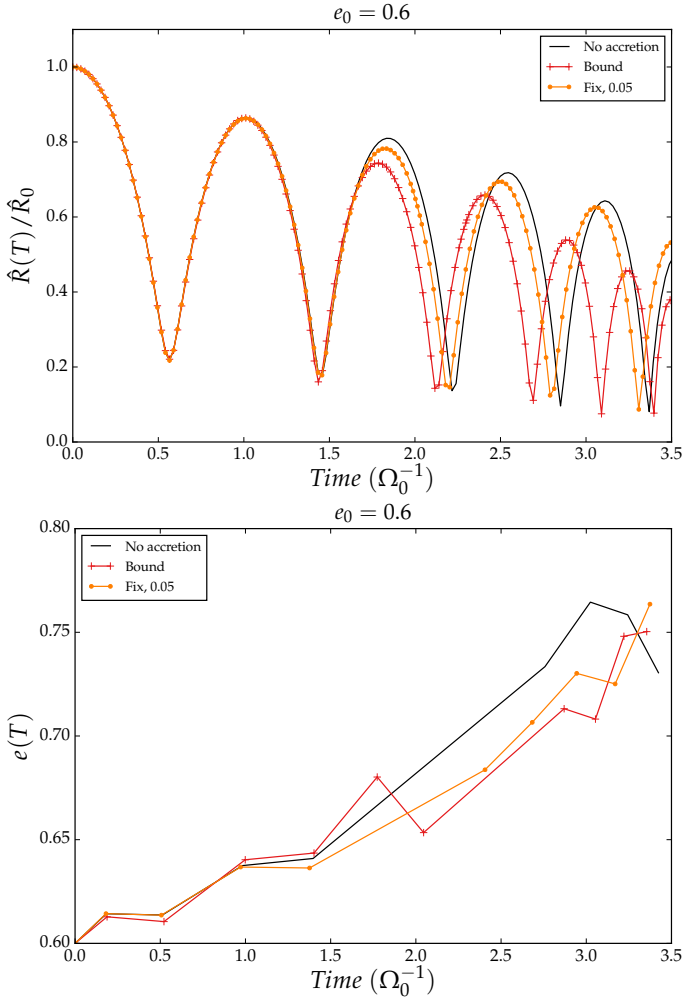 e₀ = 0.6
No accretion
Bound
Fix, 0.05
R̂(T)/R̂₀
1.0
0.8
0.6
0.4
0.2
0.0
0.0 0.5 1.0 1.5 2.0 2.5 3.0 3.5
Time (Ω₀⁻¹)
e₀ = 0.6
No accretion
Bound
Fix, 0.05
e(T)
0.80
0.75
0.70
0.65
0.60
0.0 0.5 1.0 1.5 2.0 2.5 3.0 3.5
Time (Ω₀⁻¹)